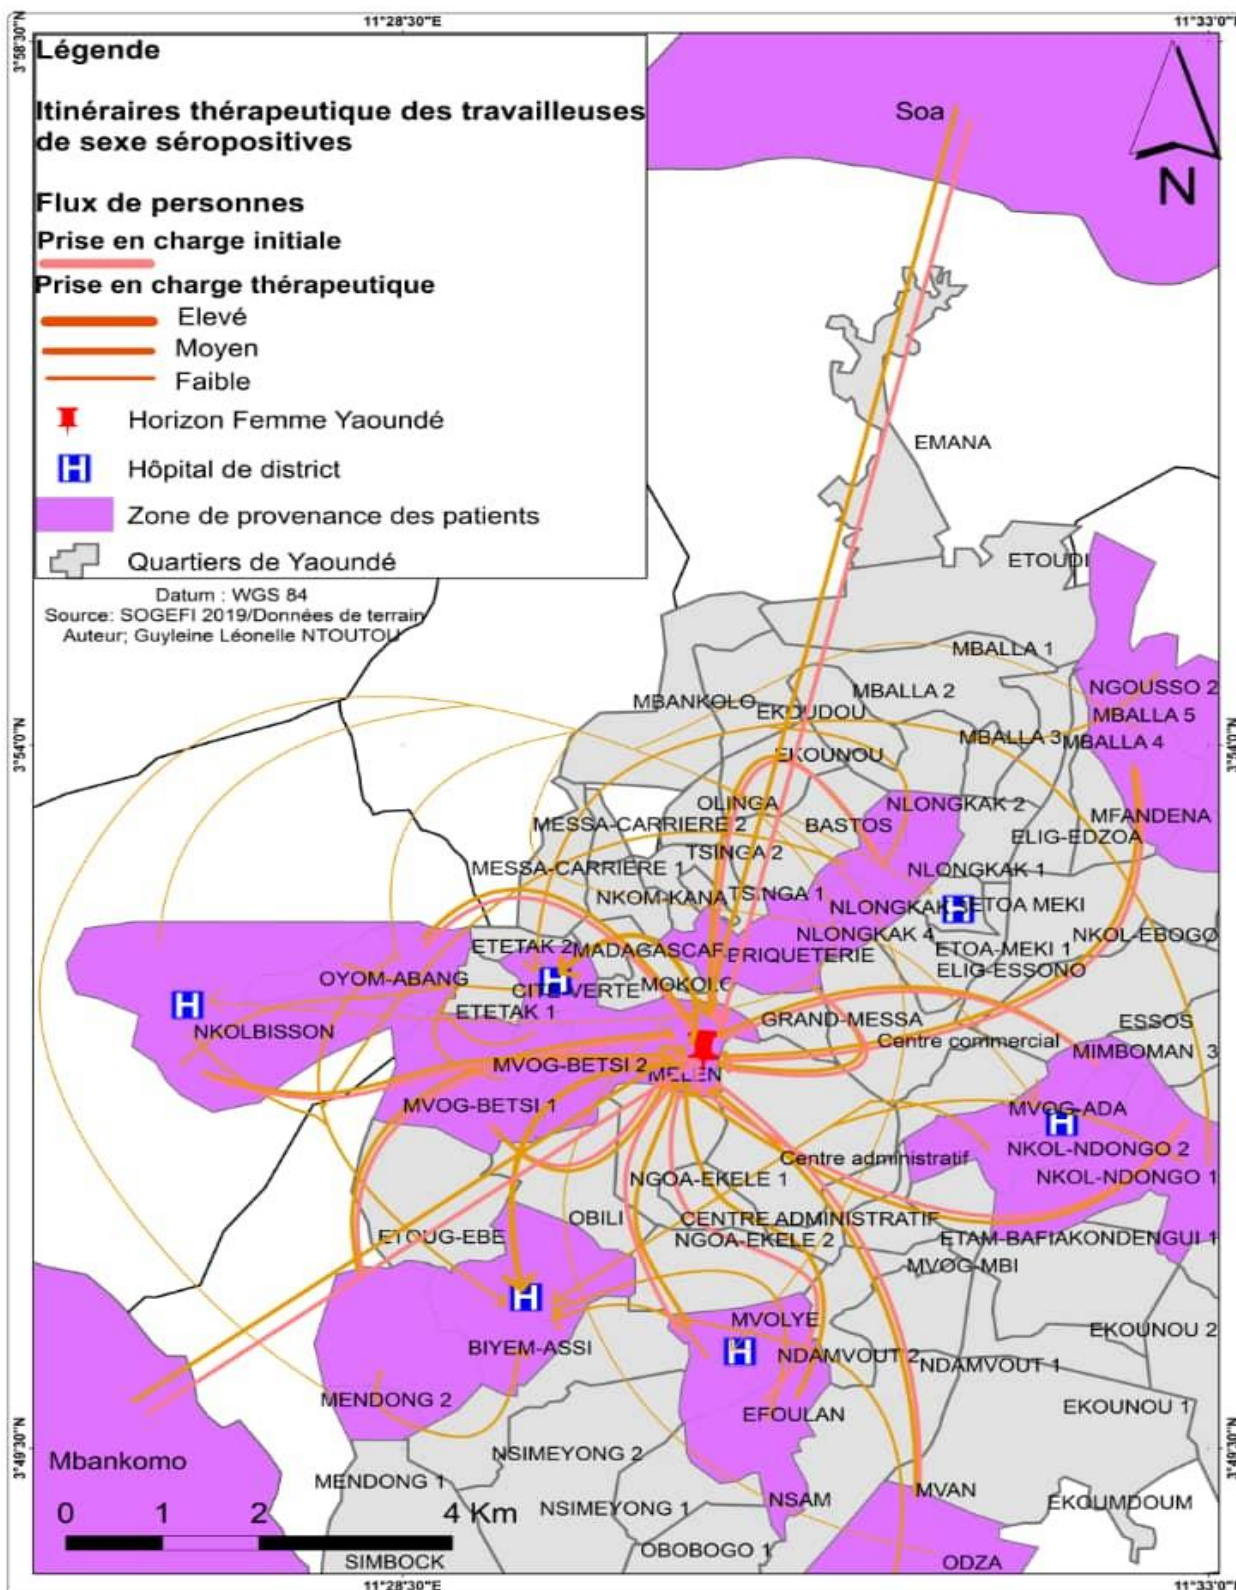 11°28'30"E
11°33'0"E
3°58'30"N
Légende
Itinéraires thérapeutique des travailleuses
de sexe séropositives
Flux de personnes
Prise en charge initiale
Prise en charge thérapeutique
Elevé
Moyen
Faible
Horizon Femme Yaoundé
Hôpital de district
Zone de provenance des patients
Quartiers de Yaoundé
Datum : WGS 84
Source: SOGEFI 2019/Données de terrain
Auteur; Guyleine Léonelle NTOUTOU
Soa
N
EMANA
ETOUDI
MBALLA 1
MBALLA 2
NGOUSSO 2
MBANKOLO
EKOUDOU
MBALLA 5
MBALLA 3
MBALLA 4
3°54'0"N
3°54'0"N
EKOUNOU
OLINGA
NLONGKAK 2
BASTOS
MFANDENA
MESSA-CARRIERE 2
ELIG-EDZOA
TSINGA 2
MESSA-CARRIERE 1
NLONGKAK 1
NKOM-KANA
TSINGA 1
NLONGKAK
ETOA MEKI
NLONGKAK 4
NKOL-EBOGO
ETETAK 2
MADAGASCAR
BRIQUETERIE
ETOA-MEKI 1
ELIG-ESSONO
OYOM-ABANG
CITE-VERTE
MOKOLO
ETETAK 1
GRAND-MESSA
ESSOS
NKOLBISSON
Centre commercial
MIMBOMAN 3
MVOG-BETSI 2
MELEN
MVOG-BETSI 1
MVOG-ADA
NKOL-NDONGO 2
Centre administratif
NGOA-EKELE 1
NKOL-NDONGO 1
OBILI
CENTRE ADMINISTRATIF
ETOUG-EBE
NGOA-EKELE 2
ETAM-BAFIA
KONDENGUI 1
MVOG-MBI
MVOLYE
EKOUNOU 2
BIYEM-ASSI
NDAMVOUT 2
NDAMVOUT 1
MENDONG 2
EFOULAN
EKOUNOU 1
3°49'30"N
3°49'30"N
Mbankomo
NSIMEYONG 2
MENDONG 1
MVAN
NSAM
EKOUMDOUM
NSIMEYONG 1
0 1 2 4 Km
OBOBOGO 1
SIMBOCK
ODZA
11°28'30"E
11°33'0"E
H
H
H
H
H
H